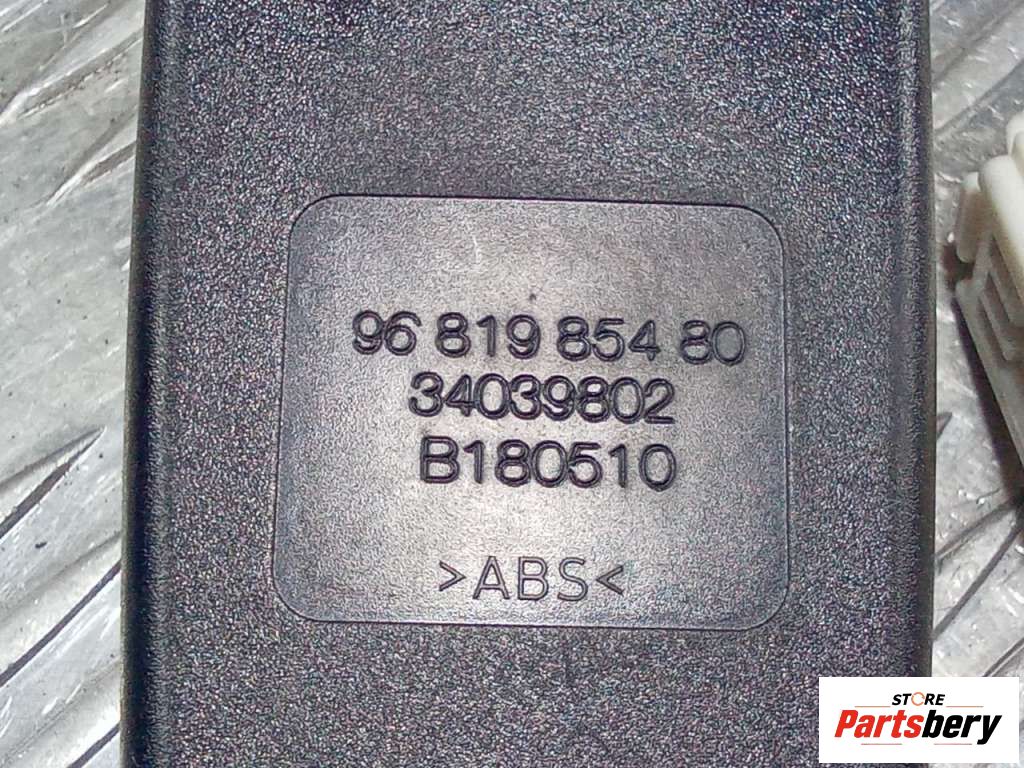 96 819 854 80
34039802
B180510
>ABS<
STORE
Partsbery